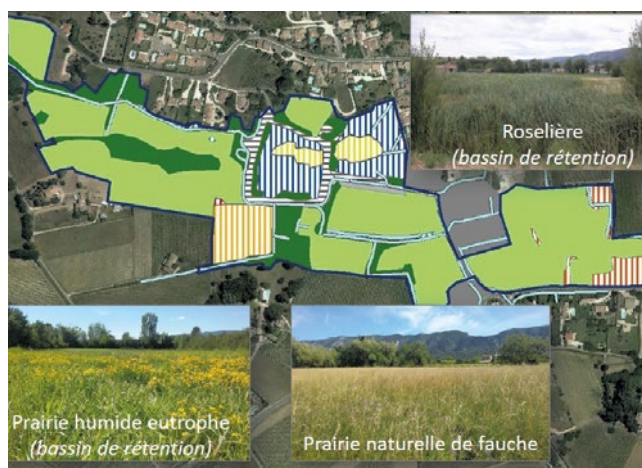 Roselière
(bassin de rétention)
Prairie humide eutrophe
(bassin de rétention)
Prairie naturelle de fauche